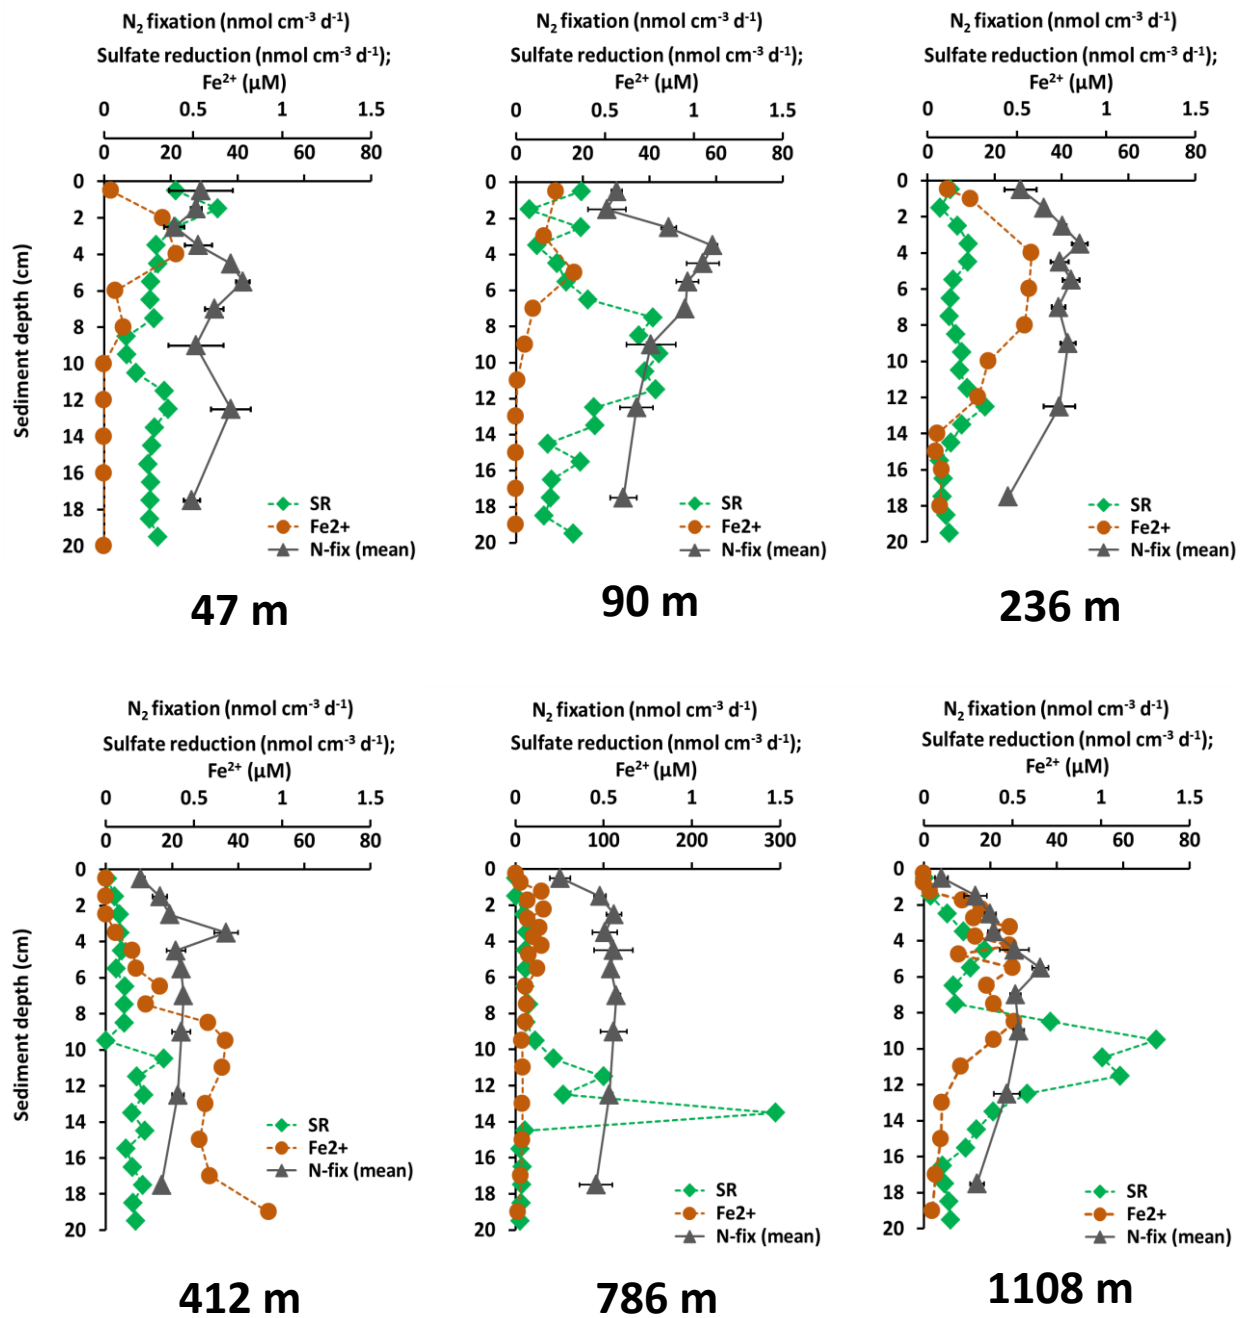 N₂ fixation (nmol cm⁻³ d⁻¹)
Sulfate reduction (nmol cm⁻³ d⁻¹);
Fe²⁺ (µM)
0 0.5 1 1.5
0 20 40 60 80
Sediment depth (cm)
0
2
4
6
8
10
12
14
16
18
20
SR
Fe2+
N-fix (mean)
47 m
N₂ fixation (nmol cm⁻³ d⁻¹)
Sulfate reduction (nmol cm⁻³ d⁻¹);
Fe²⁺ (µM)
0 0.5 1 1.5
0 20 40 60 80
0
2
4
6
8
10
12
14
16
18
20
SR
Fe2+
N-fix (mean)
90 m
N₂ fixation (nmol cm⁻³ d⁻¹)
Sulfate reduction (nmol cm⁻³ d⁻¹);
Fe²⁺ (µM)
0 0.5 1 1.5
0 20 40 60 80
0
2
4
6
8
10
12
14
16
18
20
SR
Fe2+
N-fix (mean)
236 m
N₂ fixation (nmol cm⁻³ d⁻¹)
Sulfate reduction (nmol cm⁻³ d⁻¹);
Fe²⁺ (µM)
0 0.5 1 1.5
0 20 40 60 80
Sediment depth (cm)
0
2
4
6
8
10
12
14
16
18
20
SR
Fe2+
N-fix (mean)
412 m
N₂ fixation (nmol cm⁻³ d⁻¹)
Sulfate reduction (nmol cm⁻³ d⁻¹);
Fe²⁺ (µM)
0 0.5 1 1.5
0 100 200 300
0
2
4
6
8
10
12
14
16
18
20
SR
Fe2+
N-fix (mean)
786 m
N₂ fixation (nmol cm⁻³ d⁻¹)
Sulfate reduction (nmol cm⁻³ d⁻¹);
Fe²⁺ (µM)
0 0.5 1 1.5
0 20 40 60 80
0
2
4
6
8
10
12
14
16
18
20
SR
Fe2+
N-fix (mean)
1108 m